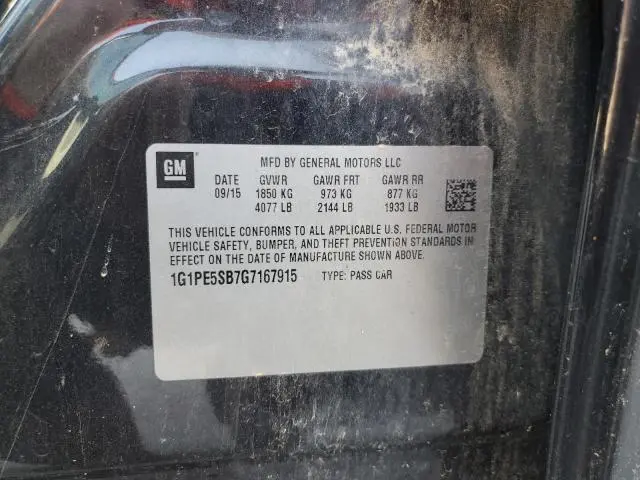 GM
MFD BY GENERAL MOTORS LLC
DATE GVWR GAWR FRT GAWR RR
09/15 1850 KG 973 KG 877 KG
4077 LB 2144 LB 1933 LB
THIS VEHICLE CONFORMS TO ALL APPLICABLE U.S. FEDERAL MOTOR
VEHICLE SAFETY, BUMPER, AND THEFT PREVENTION STANDARDS IN
EFFECT ON THE DATE OF MANUFACTURE SHOWN ABOVE.
1G1PE5SB7G7167915 TYPE: PASS CAR